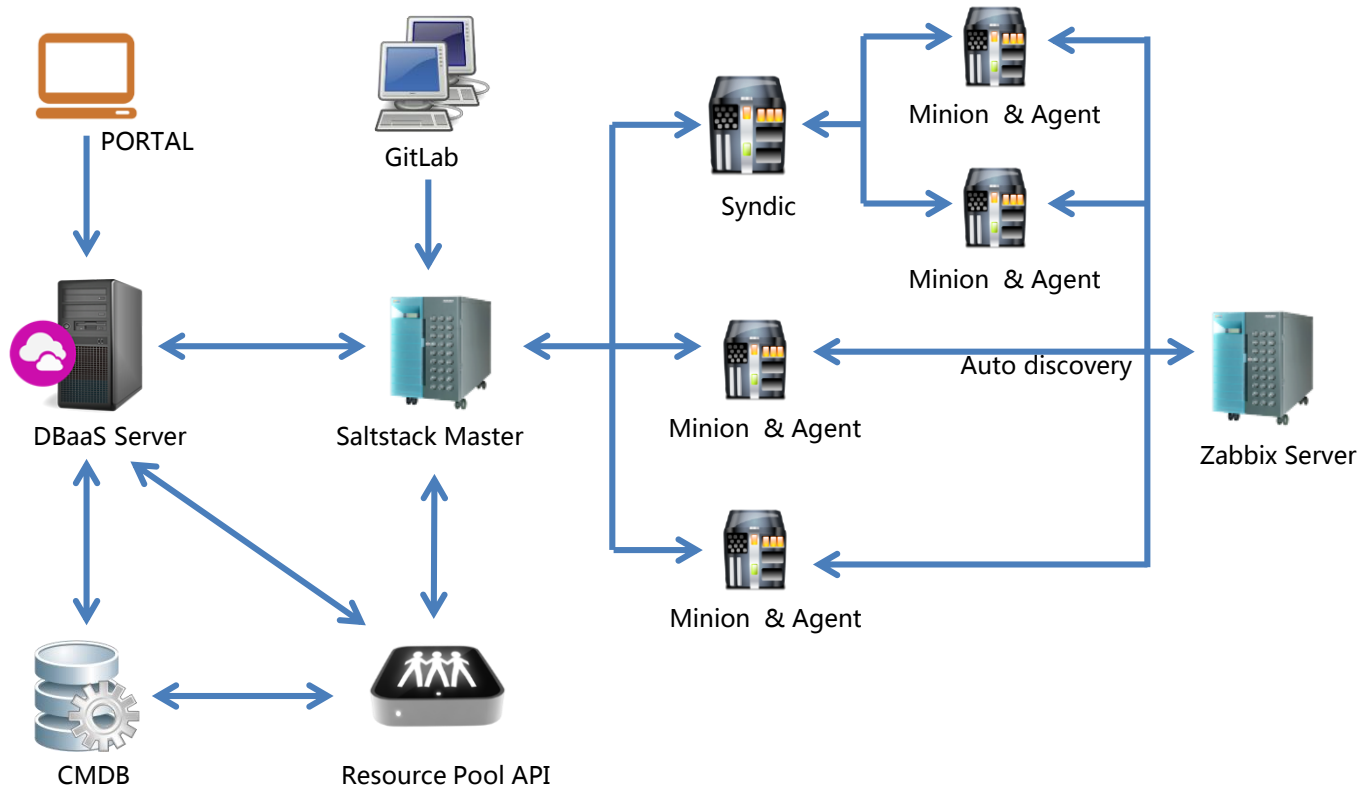 PORTAL
GitLab
Minion & Agent
Syndic
Minion & Agent
DBaaS Server
Saltstack Master
Minion & Agent
Auto discovery
Zabbix Server
Minion & Agent
CMDB
Resource Pool API